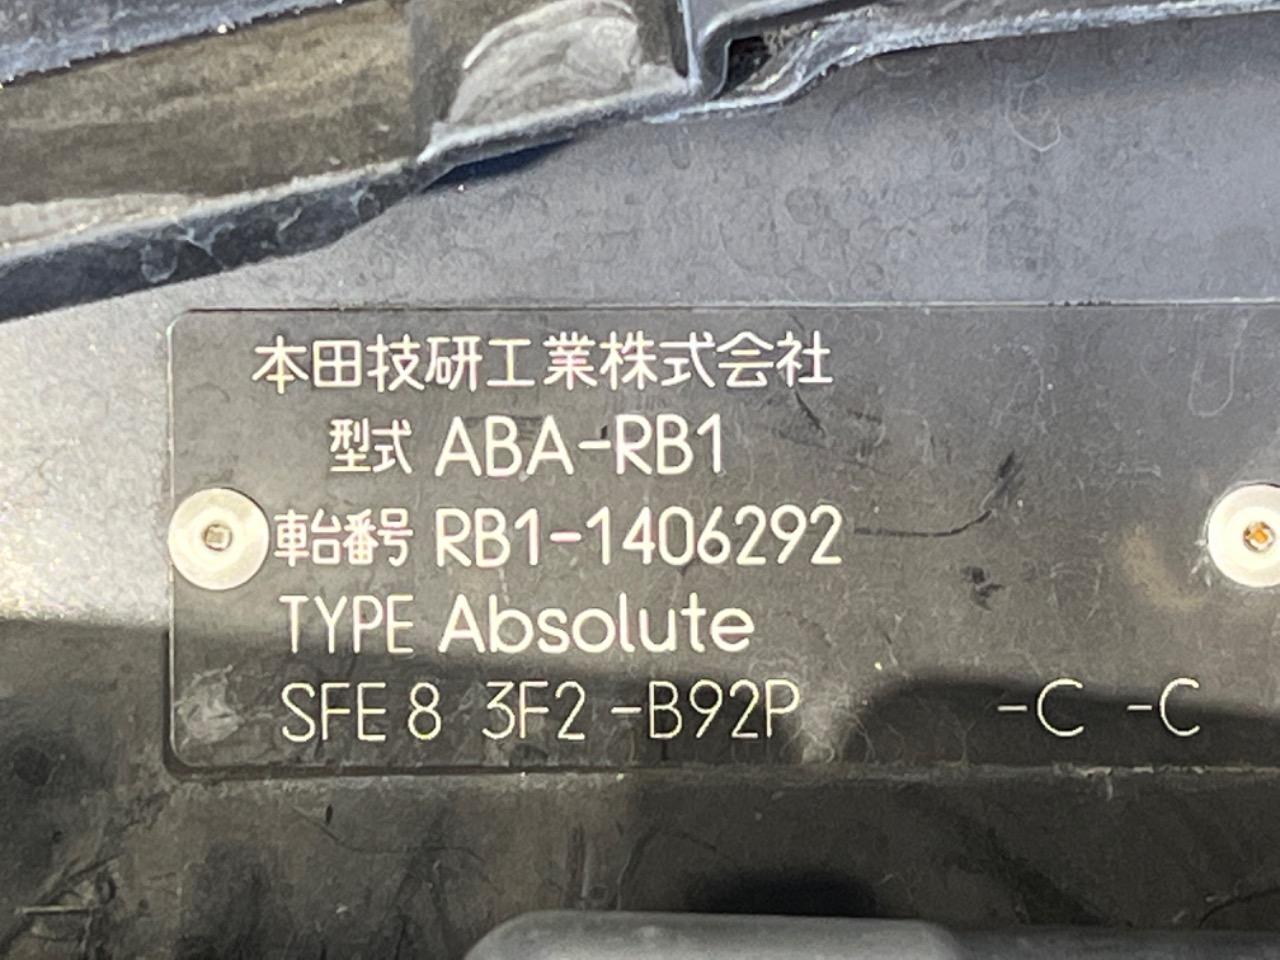 本田技研工業株式会社
型式 ABA-RB1
車台番号 RB1-1406292
TYPE Absolute
SFE 8 3F2 -B92P -C -C